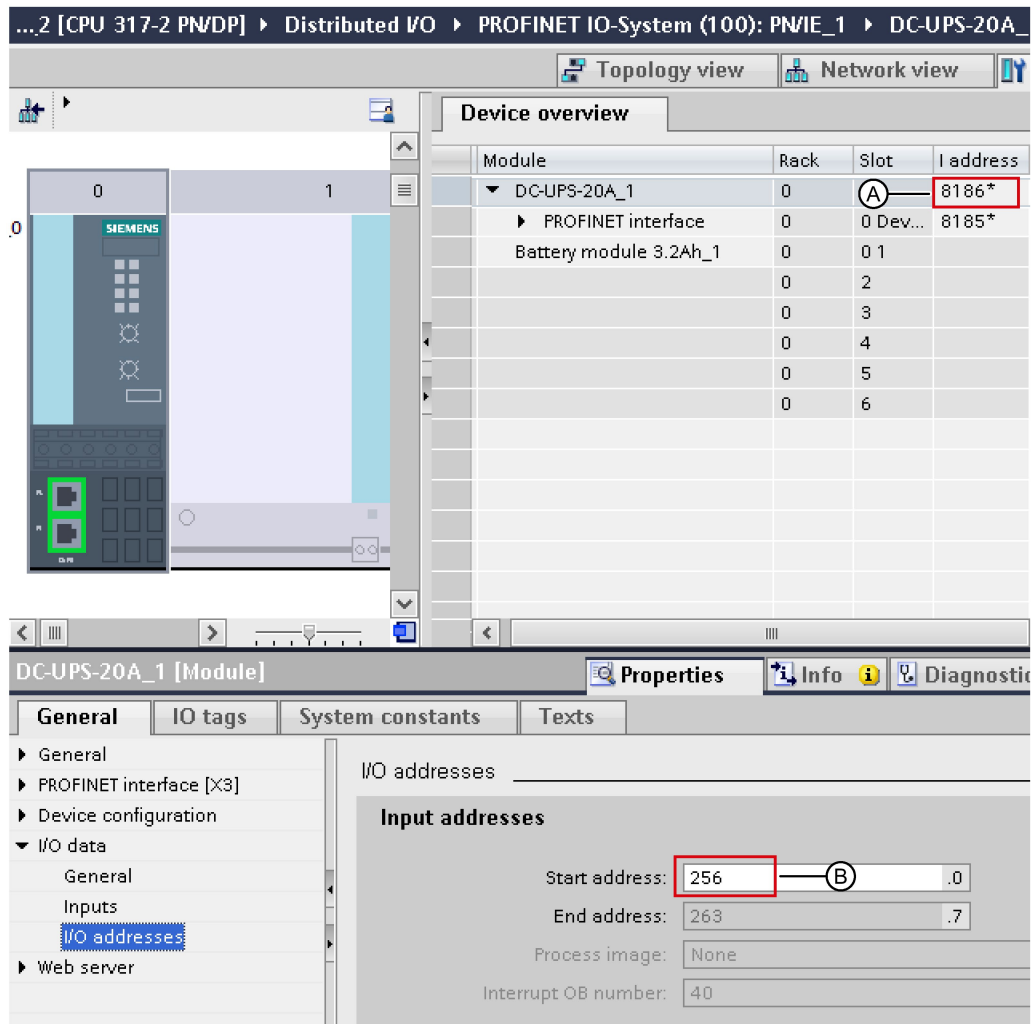 ..._2 [CPU 317-2 PN/DP] ▸ Distributed I/O ▸ PROFINET IO-System (100): PN/IE_1 ▸ DC-UPS-20A_
Topology view Network view
Device overview
Module Rack Slot I address
DC-UPS-20A_1 0 A 8186*
PROFINET interface 0 0 Dev... 8185*
Battery module 3.2Ah_1 0 0 1
0 2
0 3
0 4
0 5
0 6
0 1
_0
SIEMENS
DC-UPS-20A_1 [Module]
Properties Info Diagnostic
General IO tags System constants Texts
General
PROFINET interface [X3]
Device configuration
I/O data
General
Inputs
I/O addresses
Web server
I/O addresses
Input addresses
Start address: 256 B .0
End address: 263 .7
Process image: None
Interrupt OB number: 40